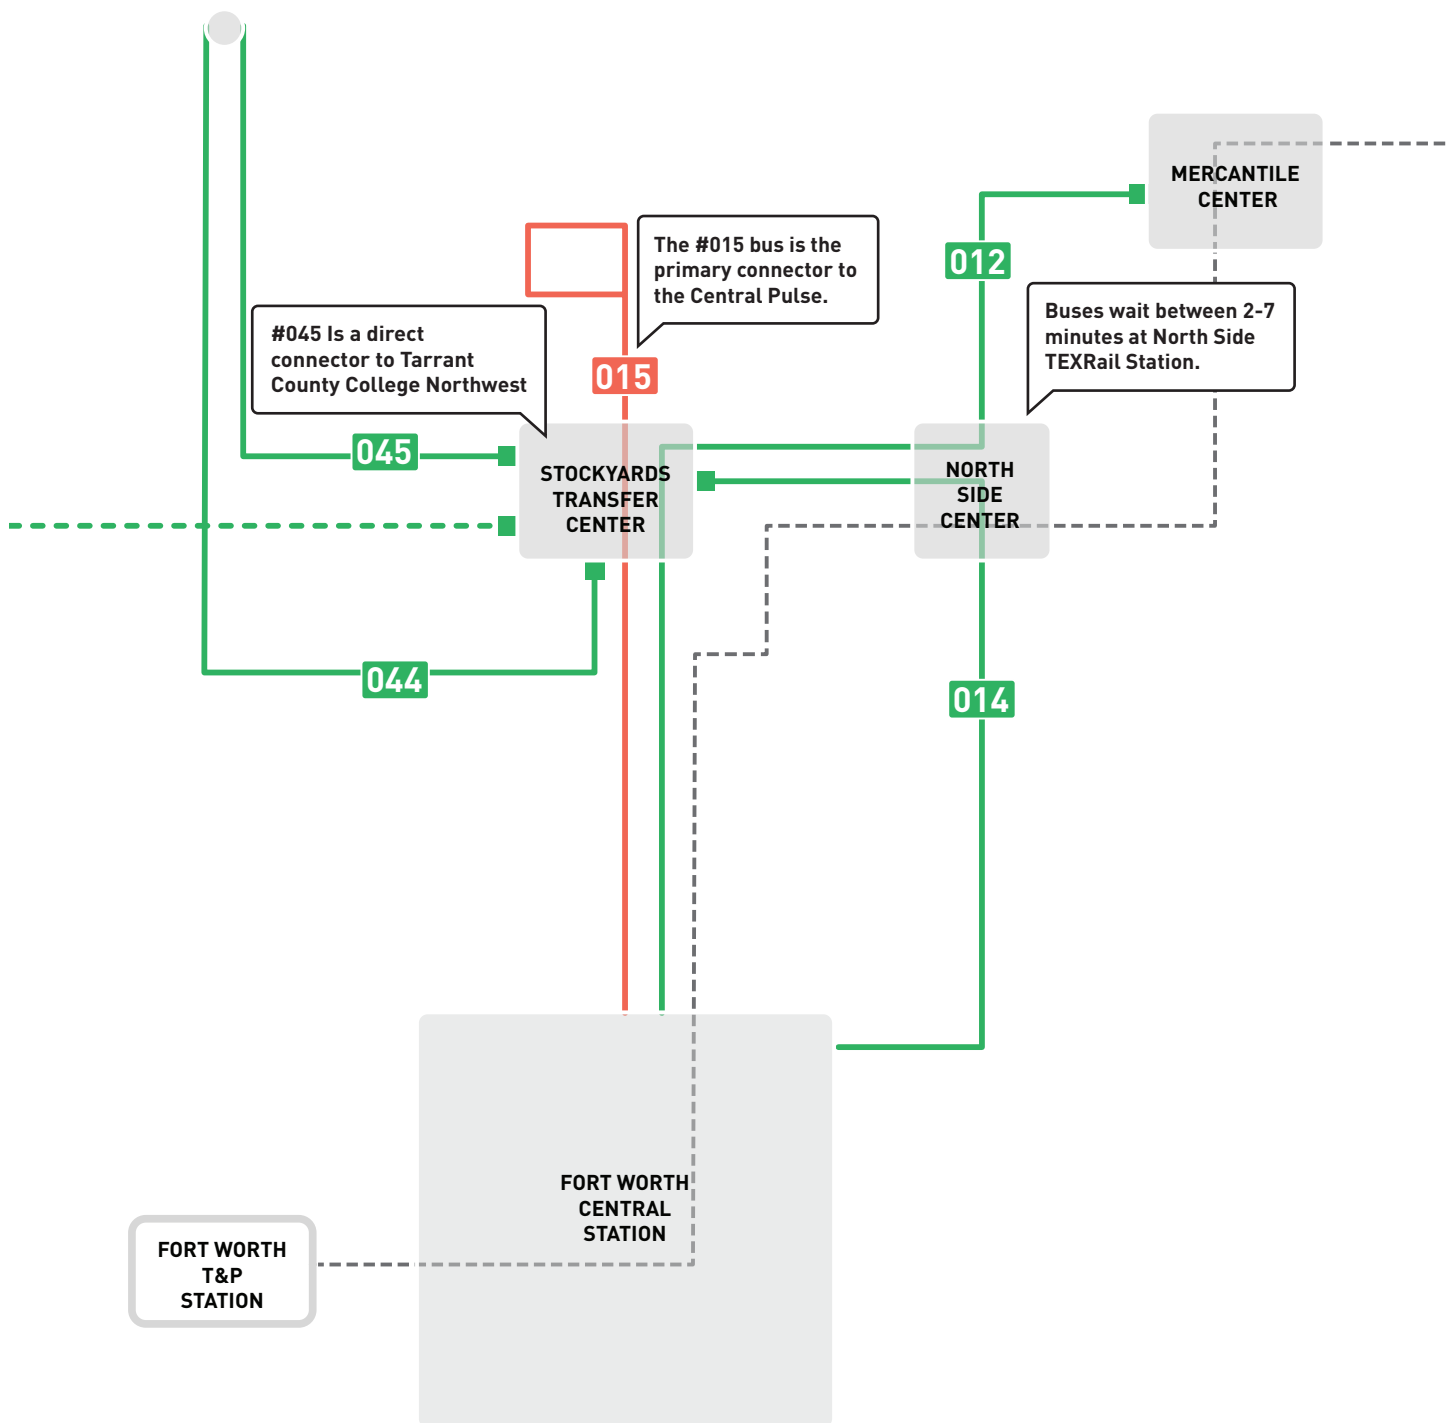 MERCANTILE
CENTER
The #015 bus is the
primary connector to
the Central Pulse.
012
Buses wait between 2-7
minutes at North Side
TEXRail Station.
#045 Is a direct
connector to Tarrant
County College Northwest
015
045
STOCKYARDS
TRANSFER
CENTER
NORTH
SIDE
CENTER
044
014
FORT WORTH
CENTRAL
STATION
FORT WORTH
T&P
STATION